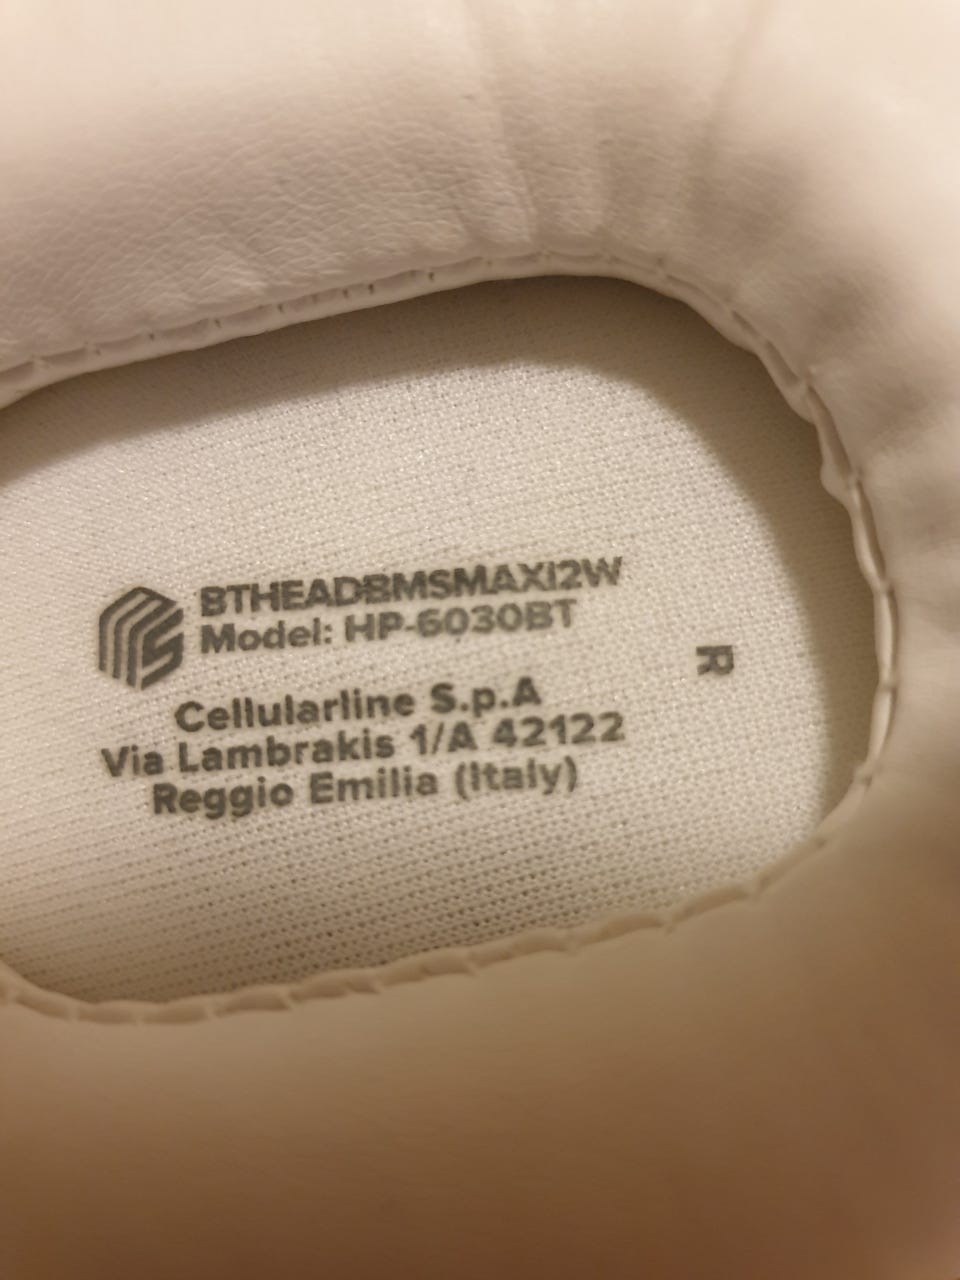 BTHEADBMSMAXI2W
Model: HP-6030BT
R
Cellularline S.p.A
Via Lambrakis 1/A 42122
Reggio Emilia (Italy)